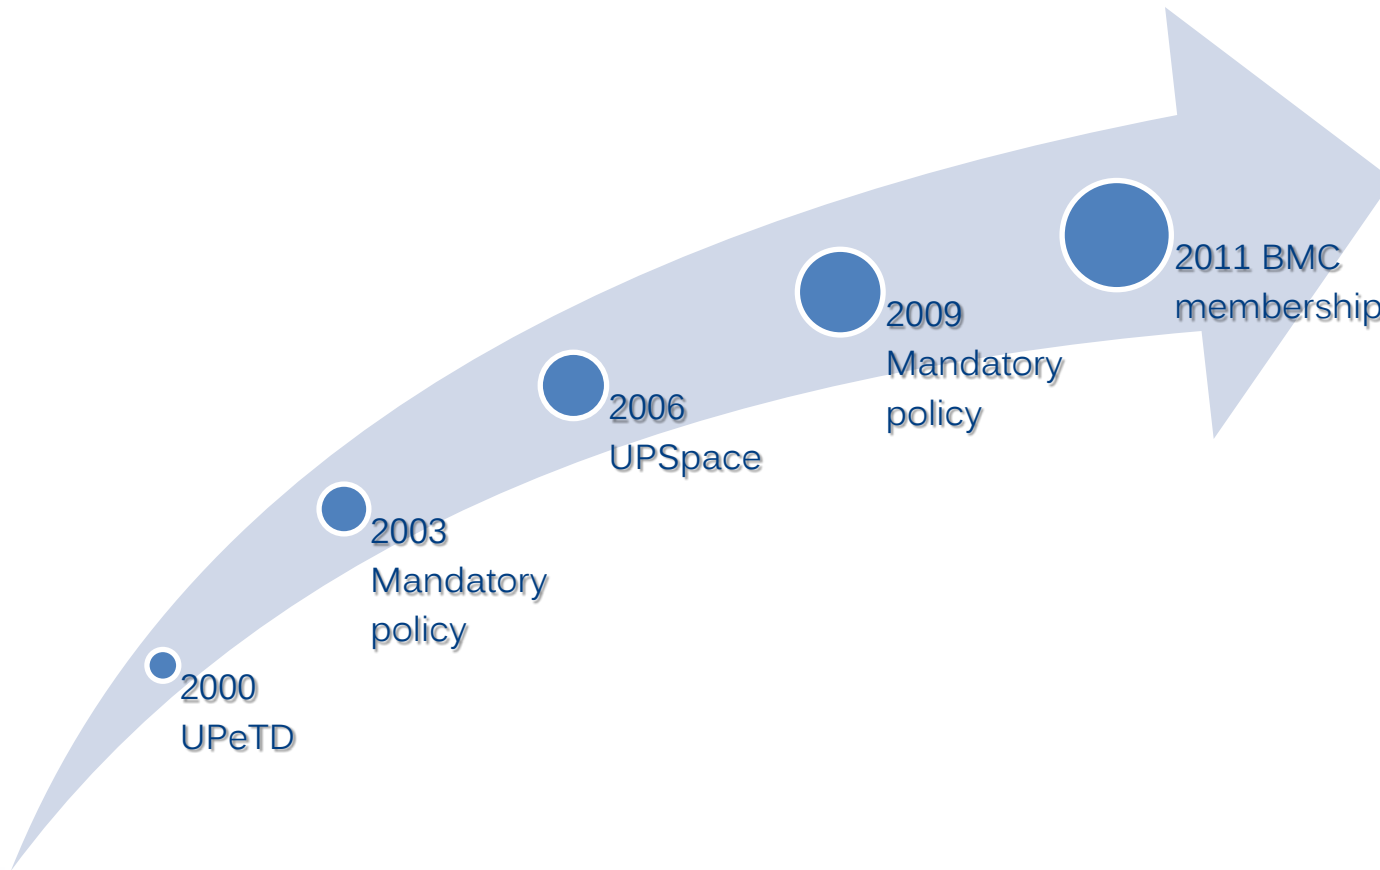 2000
UPeTD
2003
Mandatory
policy
2006
UPSpace
2009
Mandatory
policy
2011 BMC
membership